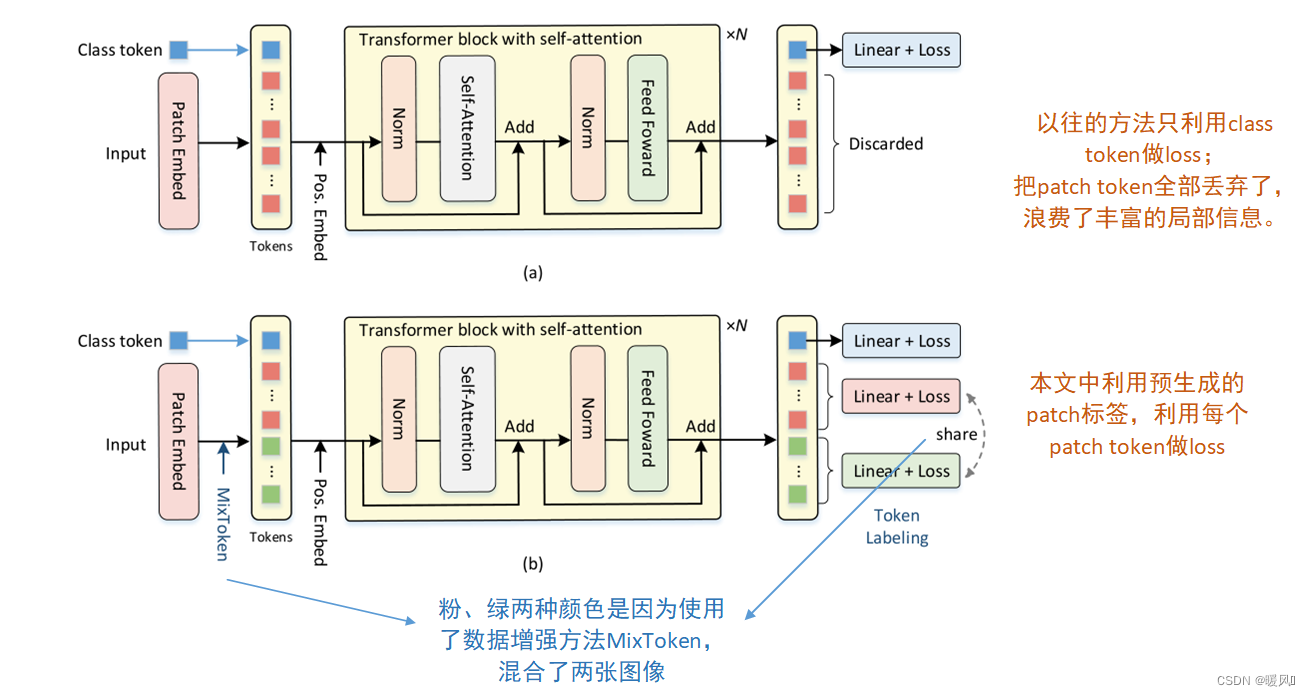 Class token
Input
Patch Embed
Tokens
Pos. Embed
Transformer block with self-attention
×N
Norm
Self-Attention
Add
Norm
Feed Foward
Add
Linear + Loss
Discarded
(a)
以往的方法只利用class
token做loss；
把patch token全部丢弃了，
浪费了丰富的局部信息。
Class token
Input
Patch Embed
MixToken
Tokens
Pos. Embed
Transformer block with self-attention
×N
Norm
Self-Attention
Add
Norm
Feed Foward
Add
Linear + Loss
Linear + Loss
share
Linear + Loss
Token
Labeling
(b)
本文中利用预生成的
patch标签，利用每个
patch token做loss
粉、绿两种颜色是因为使用
了数据增强方法MixToken，
混合了两张图像
CSDN @暖风